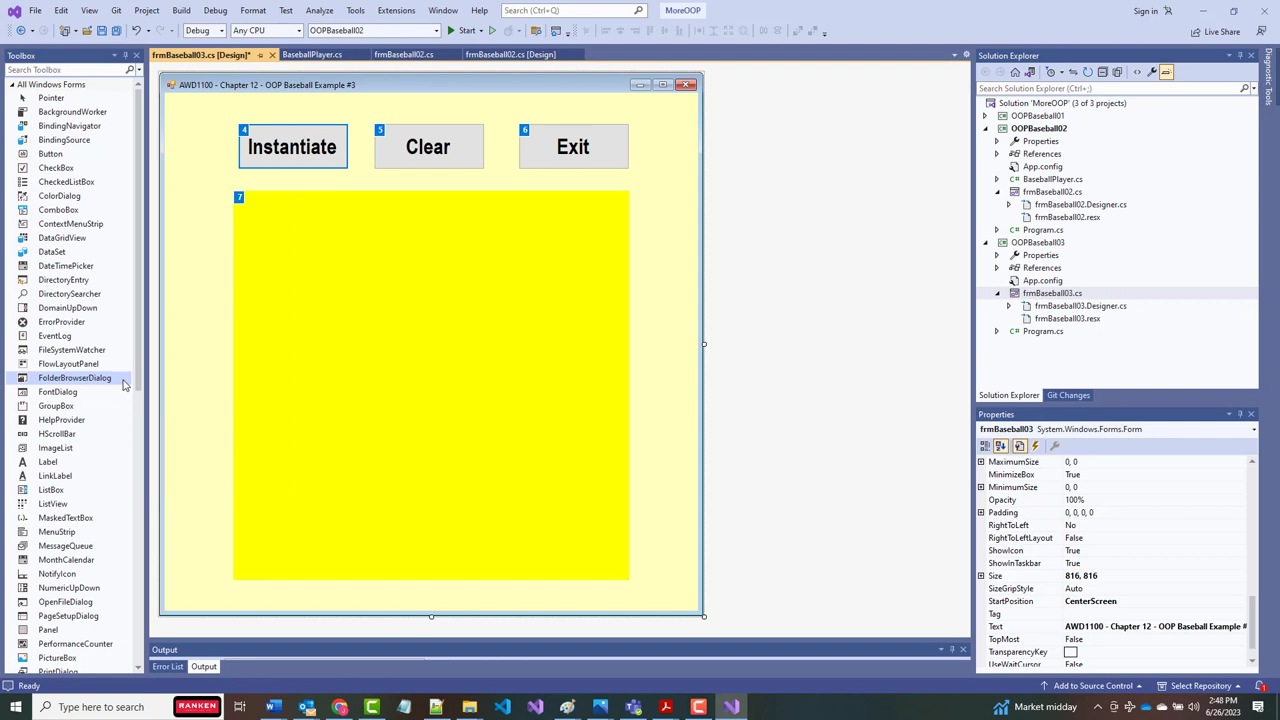 File Edit View Git Project Build Debug Format Test Analyze Tools Extensions Window Help Search (Ctrl+Q) MoreOOP Sign in
Debug Any CPU OOPBaseball02 Start Live Share
Toolbox
Search Toolbox
All Windows Forms
Pointer
BackgroundWorker
BindingNavigator
BindingSource
Button
CheckBox
CheckedListBox
ColorDialog
ComboBox
ContextMenuStrip
DataGridView
DataSet
DateTimePicker
DirectoryEntry
DirectorySearcher
DomainUpDown
ErrorProvider
EventLog
FileSystemWatcher
FlowLayoutPanel
FolderBrowserDialog
FontDialog
GroupBox
HelpProvider
HScrollBar
ImageList
Label
LinkLabel
ListBox
ListView
MaskedTextBox
MenuStrip
MessageQueue
MonthCalendar
NotifyIcon
NumericUpDown
OpenFileDialog
PageSetupDialog
Panel
PerformanceCounter
PictureBox
PrintDialog
frmBaseball03.cs [Design]* BaseballPlayer.cs frmBaseball02.cs frmBaseball02.cs [Design]
AWD1100 - Chapter 12 - OOP Baseball Example #3
4 Instantiate 5 Clear 6 Exit
7
Output
Error List Output
Solution Explorer
Search Solution Explorer (Ctrl+;)
Solution 'MoreOOP' (3 of 3 projects)
OOPBaseball01
OOPBaseball02
Properties
References
App.config
BaseballPlayer.cs
frmBaseball02.cs
frmBaseball02.Designer.cs
frmBaseball02.resx
Program.cs
OOPBaseball03
Properties
References
App.config
frmBaseball03.cs
frmBaseball03.Designer.cs
frmBaseball03.resx
Program.cs
Solution Explorer Git Changes
Properties
frmBaseball03 System.Windows.Forms.Form
MaximumSize 0, 0
MinimizeBox True
MinimumSize 0, 0
Opacity 100%
Padding 0, 0, 0, 0
RightToLeft No
RightToLeftLayout False
ShowIcon True
ShowInTaskbar True
Size 816, 816
SizeGripStyle Auto
StartPosition CenterScreen
Tag
Text AWD1100 - Chapter 12 - OOP Baseball Example #
TopMost False
TransparencyKey
UseWaitCursor False
Diagnostic Tools
Ready Add to Source Control Select Repository 1
Type here to search RANKEN Market midday 2:48 PM
6/26/2023